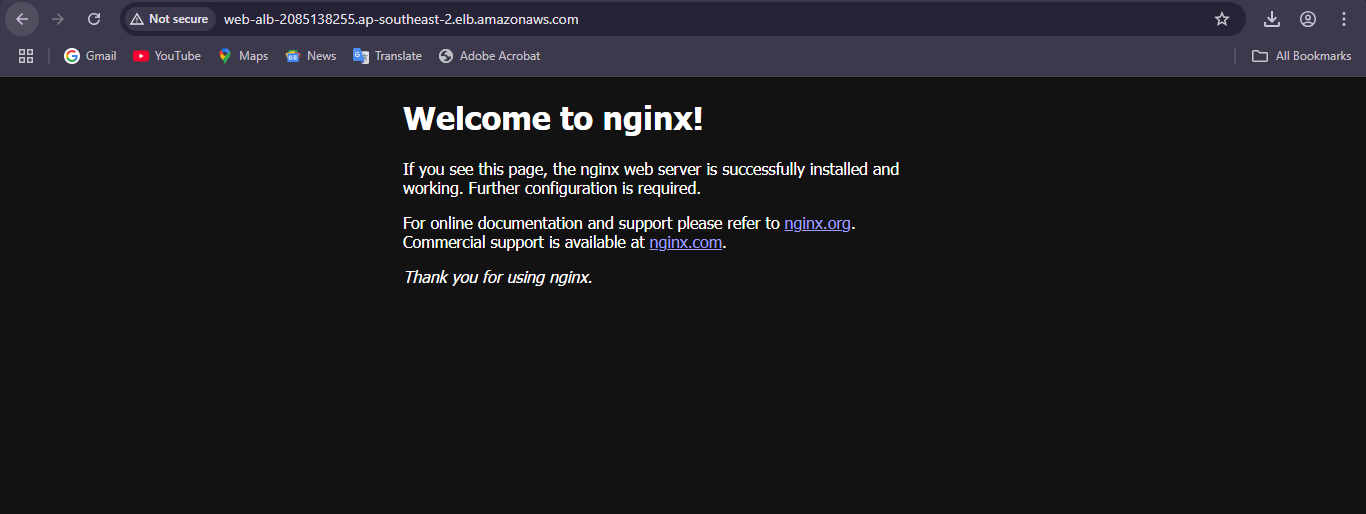 Not secure web-alb-2085138255.ap-southeast-2.elb.amazonaws.com
Gmail YouTube Maps News Translate Adobe Acrobat All Bookmarks
Welcome to nginx!
If you see this page, the nginx web server is successfully installed and
working. Further configuration is required.
For online documentation and support please refer to nginx.org.
Commercial support is available at nginx.com.
Thank you for using nginx.